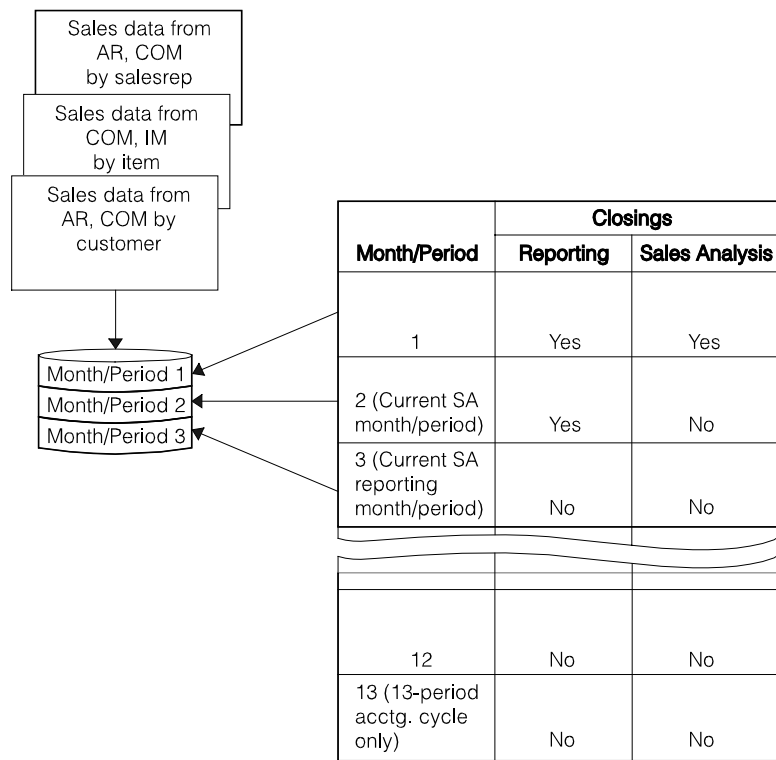 Sales data from
AR, COM
by salesrep
Sales data from
COM, IM
by item
Sales data from
AR, COM by
customer
Month/Period 1
Month/Period 2
Month/Period 3
Closings
Month/Period Reporting Sales Analysis
1 Yes Yes
2 (Current SA
month/period) Yes No
3 (Current SA
reporting
month/period) No No
12 No No
13 (13-period
acctg. cycle
only) No No